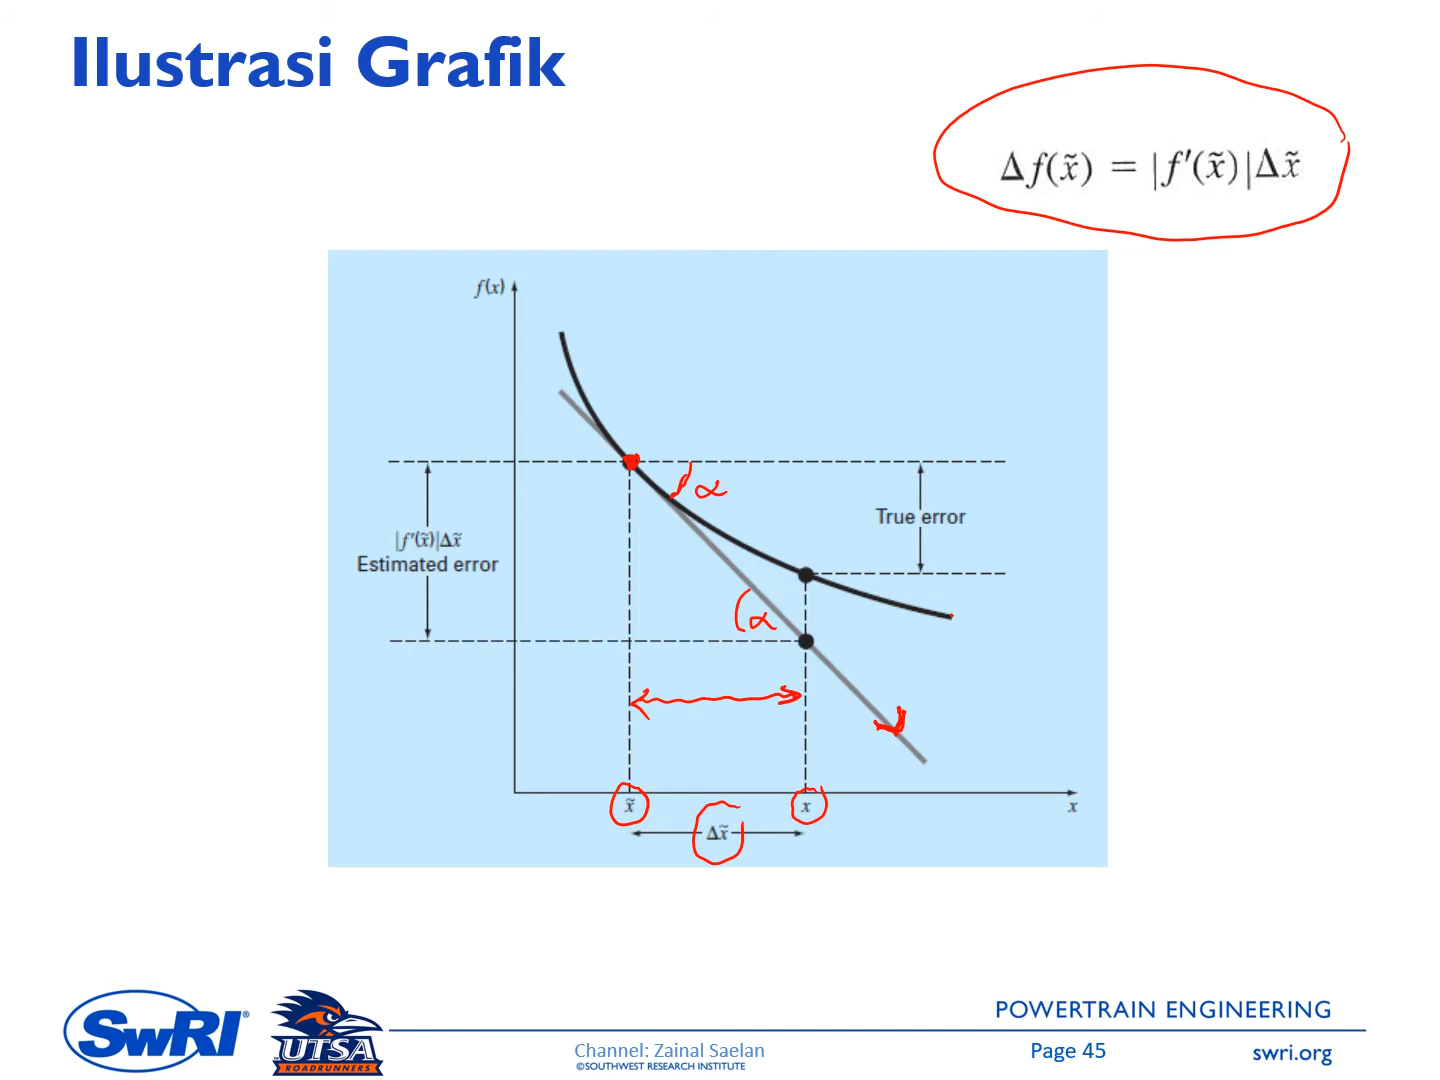 Ilustrasi Grafik
Δf(x̃) = |f'(x̃)|Δx̃
f(x)
α
True error
|f'(x̃)|Δx̃
Estimated error
α
x̃
x
x
Δx̃
POWERTRAIN ENGINEERING
SwRI®
UTSA
ROADRUNNERS
Channel: Zainal Saelan
©SOUTHWEST RESEARCH INSTITUTE
Page 45
swri.org